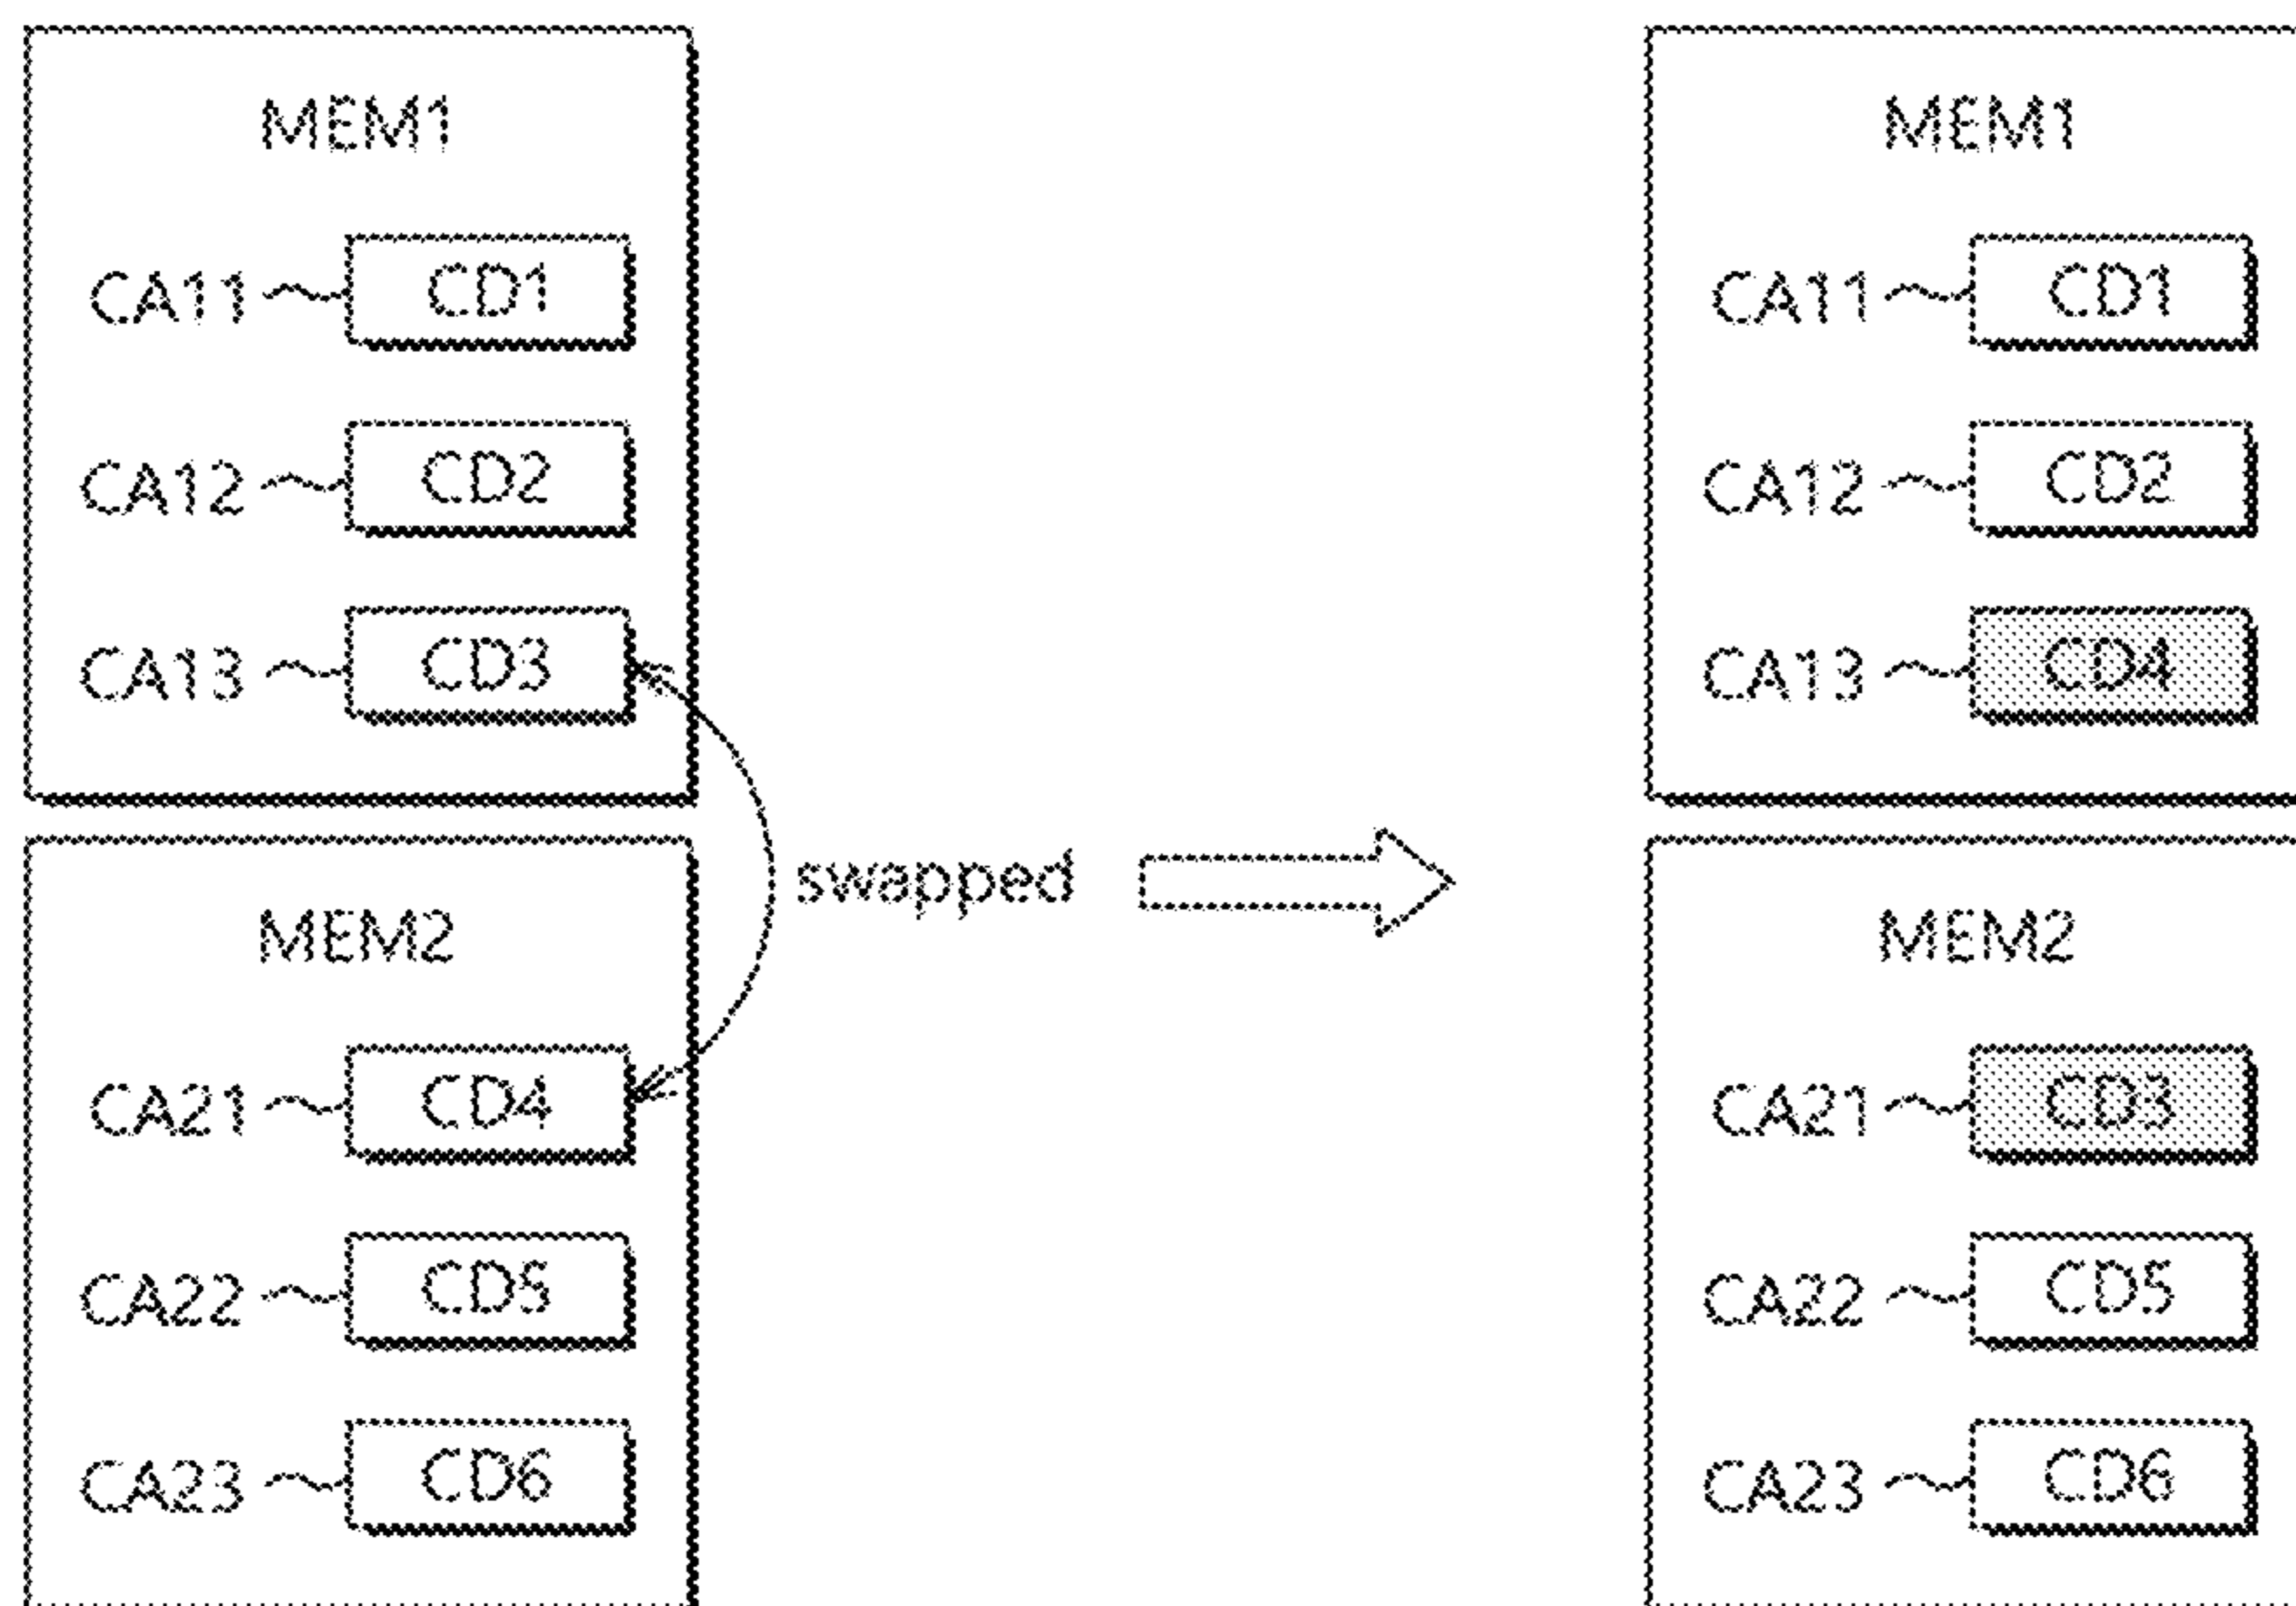 MEM1
CA11 CD1
CA12 CD2
CA13 CD3
MEM2
CA21 CD4
CA22 CD5
CA23 CD6
swapped
MEM1
CA11 CD1
CA12 CD2
CA13 CD4
MEM2
CA21 CD3
CA22 CD5
CA23 CD6